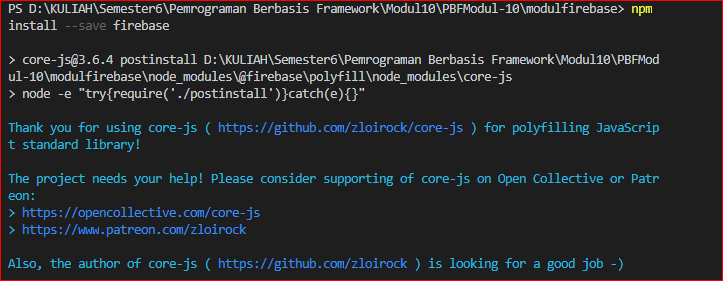 PS D:\KULIAH\Semester6\Pemrograman Berbasis Framework\Modul10\PBFModul-10\modulfirebase> npm
install --save firebase
> core-js@3.6.4 postinstall D:\KULIAH\Semester6\Pemrograman Berbasis Framework\Modul10\PBFMod
ul-10\modulfirebase\node_modules\@firebase\polyfill\node_modules\core-js
> node -e "try{require('./postinstall')}catch(e){}"
Thank you for using core-js ( https://github.com/zloirock/core-js ) for polyfilling JavaScrip
t standard library!
The project needs your help! Please consider supporting of core-js on Open Collective or Patr
eon:
> https://opencollective.com/core-js
> https://www.patreon.com/zloirock
Also, the author of core-js ( https://github.com/zloirock ) is looking for a good job -)